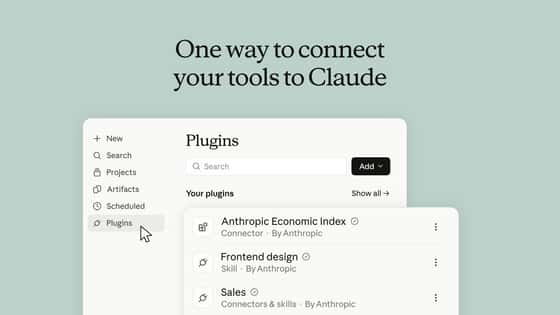 One way to connect
your tools to Claude
New
Search
Projects
Artifacts
Scheduled
Plugins
Plugins
Search
Add
Your plugins
Show all →
Anthropic Economic Index
Connector · By Anthropic
Frontend design
Skill · By Anthropic
Sales
Connectors & skills · By Anthropic